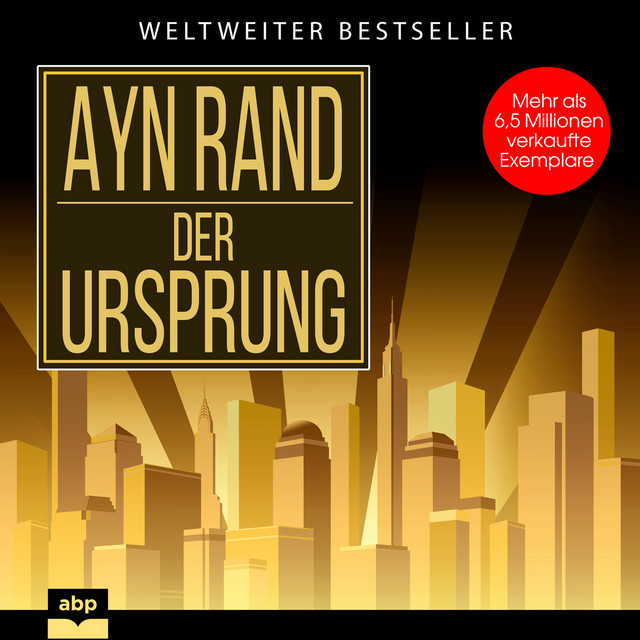 WELTWEITER BESTSELLER
AYN RAND
DER
URSPRUNG
Mehr als
6,5 Millionen
verkaufte
Exemplare
abp